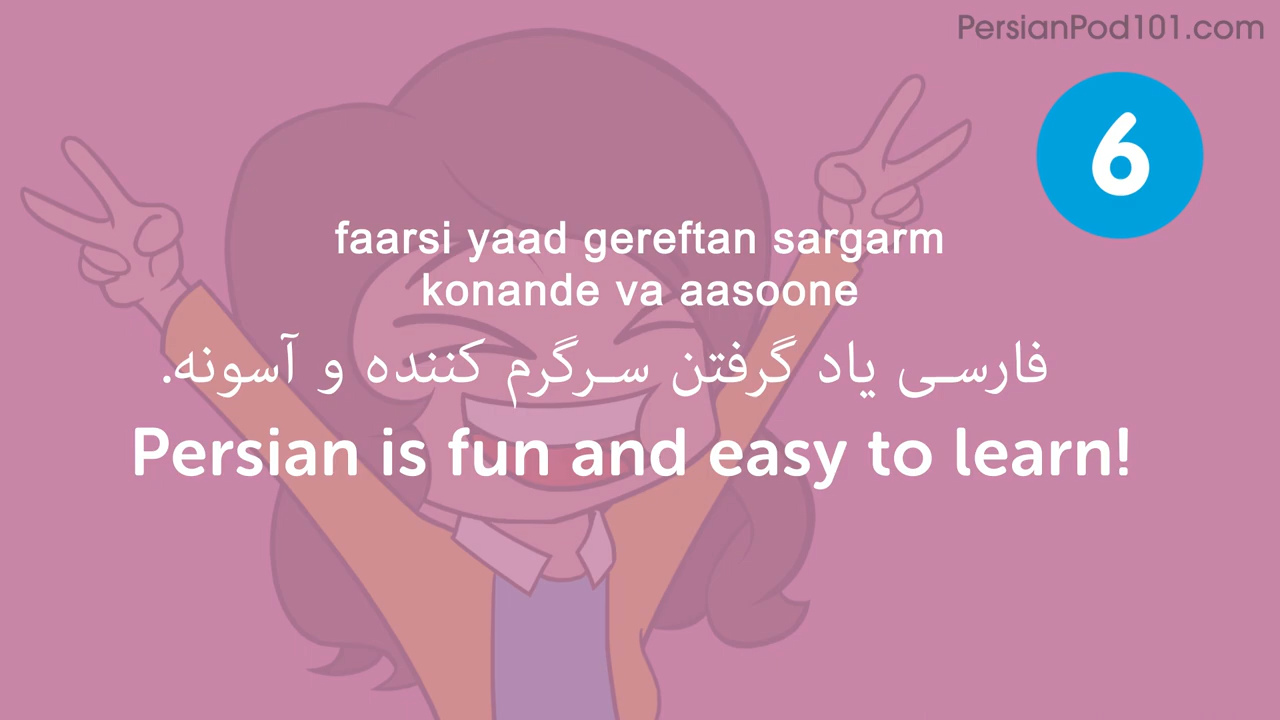 PersianPod101.com
6
faarsi yaad gereftan sargarm
konande va aasoone
فارسی یاد گرفتن سرگرم کننده و آسونه.
Persian is fun and easy to learn!